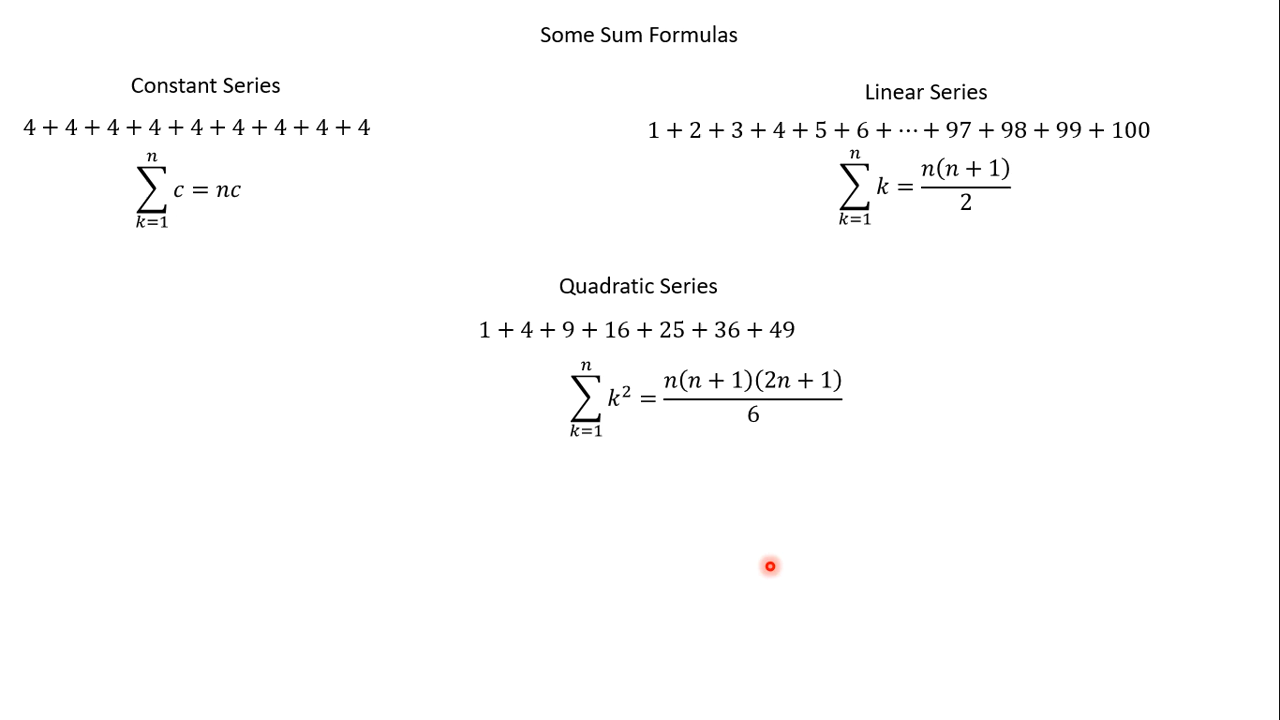 Some Sum Formulas
Constant Series
4 + 4 + 4 + 4 + 4 + 4 + 4 + 4 + 4
n
∑ c = nc
k=1
Linear Series
1 + 2 + 3 + 4 + 5 + 6 + ⋯ + 97 + 98 + 99 + 100
n
∑ k = n(n + 1)/2
k=1
Quadratic Series
1 + 4 + 9 + 16 + 25 + 36 + 49
n
∑ k² = n(n + 1)(2n + 1)/6
k=1